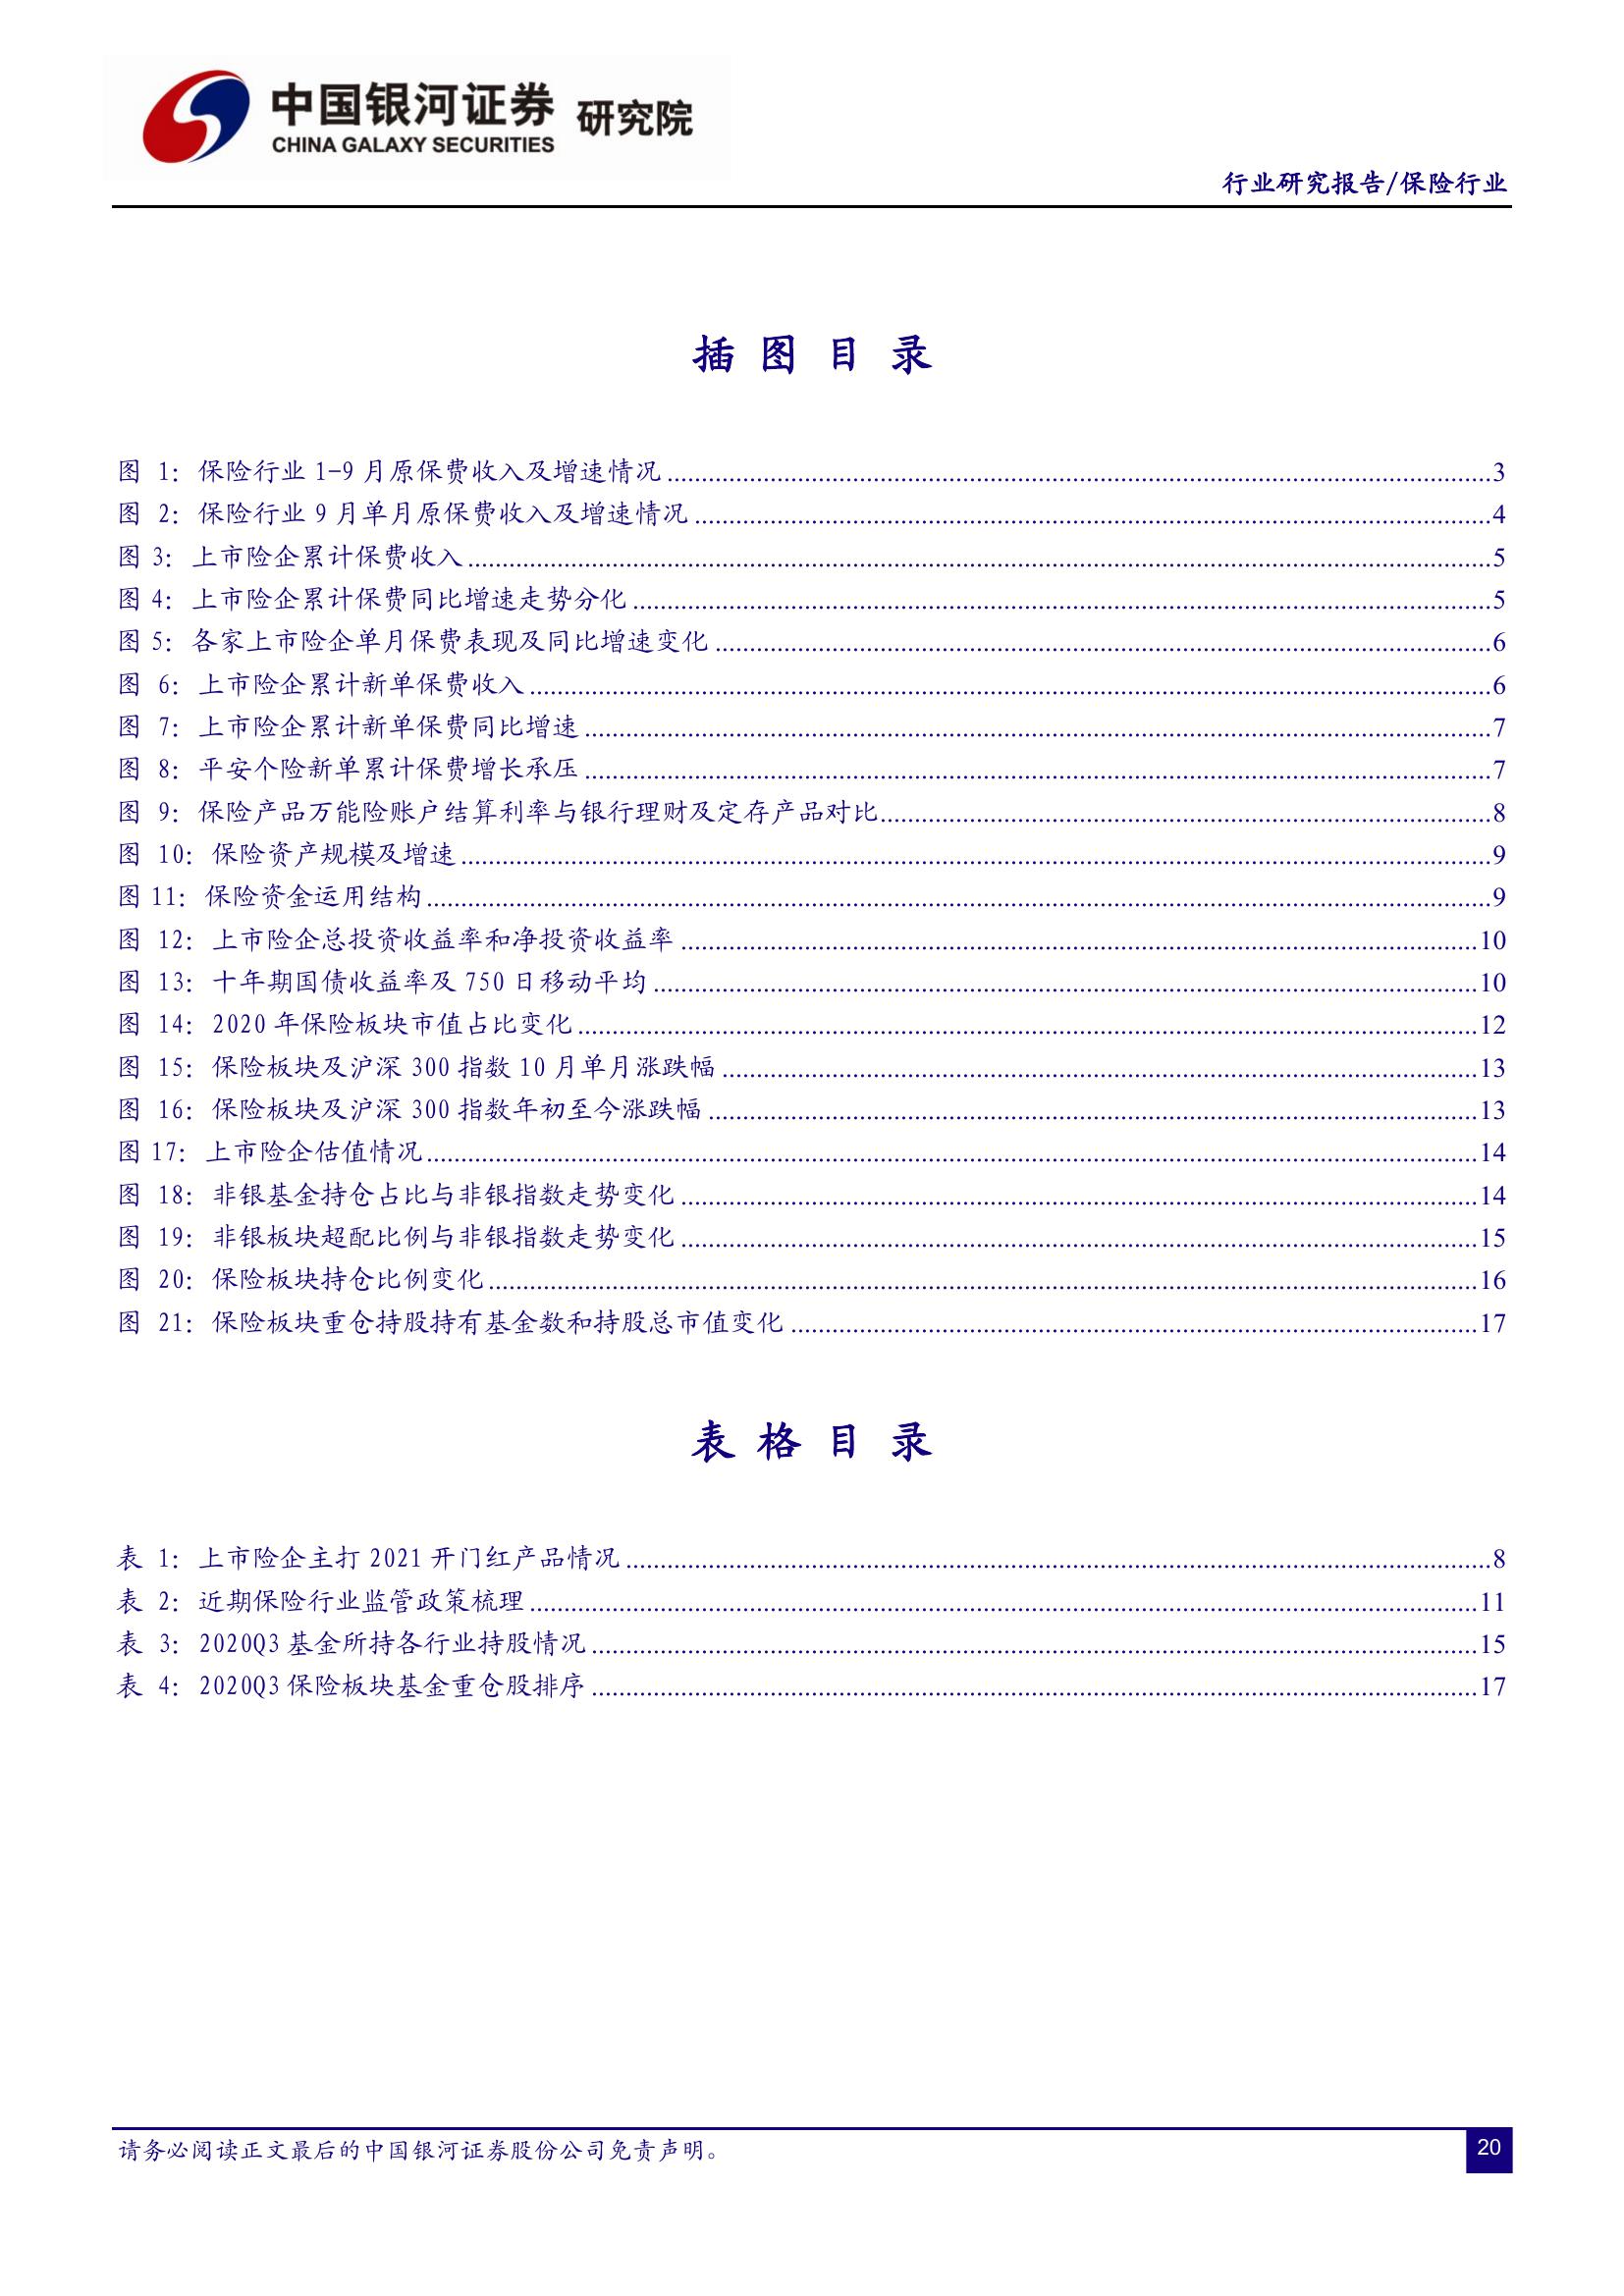 中国银河证券 研究院
CHINA GALAXY SECURITIES
行业研究报告/保险行业
插 图 目 录
图 1: 保险行业 1-9 月原保费收入及增速情况 3
图 2: 保险行业 9 月单月原保费收入及增速情况 4
图 3: 上市险企累计保费收入 5
图 4: 上市险企累计保费同比增速走势分化 5
图 5: 各家上市险企单月保费表现及同比增速变化 6
图 6: 上市险企累计新单保费收入 6
图 7: 上市险企累计新单保费同比增速 7
图 8: 平安个险新单累计保费增长承压 7
图 9: 保险产品万能险账户结算利率与银行理财及定存产品对比 8
图 10: 保险资产规模及增速 9
图 11: 保险资金运用结构 9
图 12: 上市险企总投资收益率和净投资收益率 10
图 13: 十年期国债收益率及 750 日移动平均 10
图 14: 2020 年保险板块市值占比变化 12
图 15: 保险板块及沪深 300 指数 10 月单月涨跌幅 13
图 16: 保险板块及沪深 300 指数年初至今涨跌幅 13
图 17: 上市险企估值情况 14
图 18: 非银基金持仓占比与非银指数走势变化 14
图 19: 非银板块超配比例与非银指数走势变化 15
图 20: 保险板块持仓比例变化 16
图 21: 保险板块重仓持股持有基金数和持股总市值变化 17
表 格 目 录
表 1: 上市险企主打 2021 开门红产品情况 8
表 2: 近期保险行业监管政策梳理 11
表 3: 2020Q3 基金所持各行业持股情况 15
表 4: 2020Q3 保险板块基金重仓股排序 17
请务必阅读正文最后的中国银河证券股份公司免责声明。
20